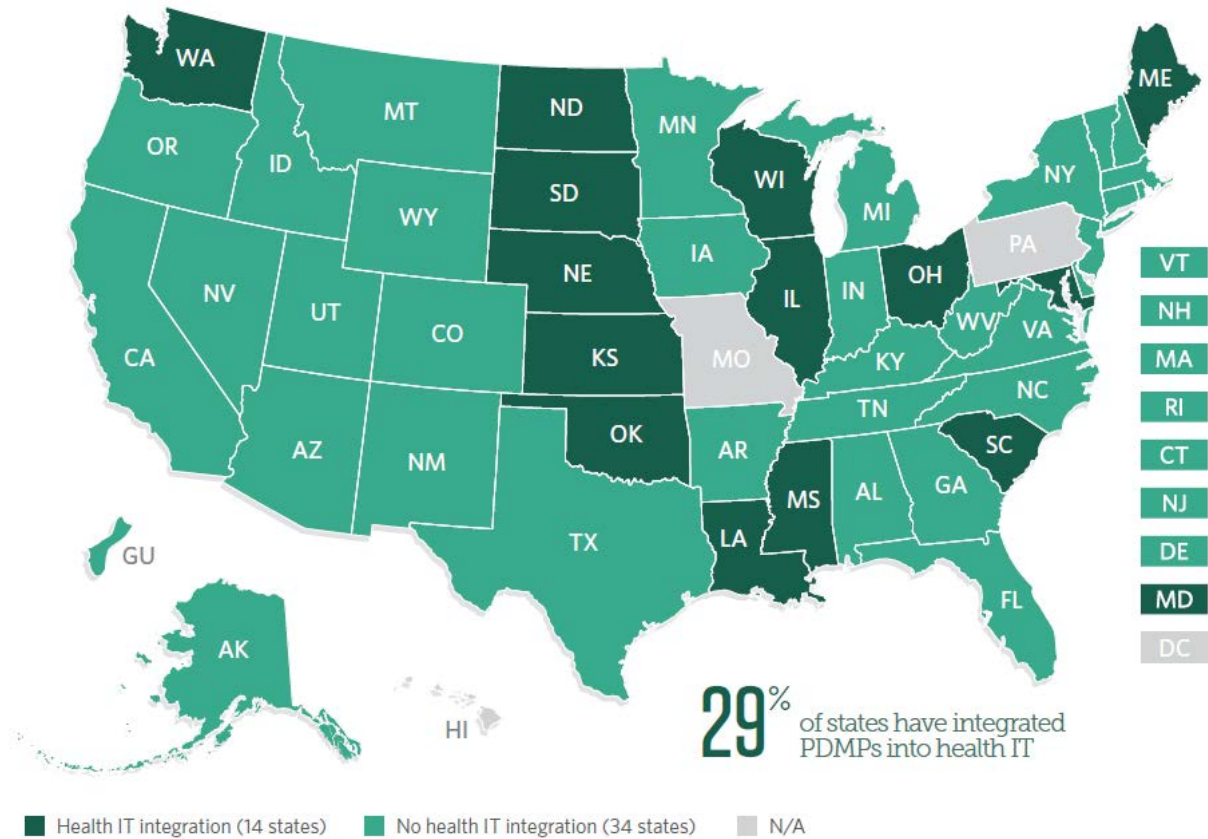 WA
MT
ND
MN
ME
OR
ID
SD
WI
NY
WY
MI
PA
NE
IA
OH
VT
NV
UT
CO
IL
IN
WV
VA
NH
CA
KS
MO
KY
MA
NC
TN
RI
AZ
NM
OK
AR
SC
CT
MS
AL
GA
NJ
TX
LA
DE
GU
FL
MD
AK
DC
HI
29%
of states have integrated
PDMPs into health IT
Health IT integration (14 states) No health IT integration (34 states) N/A